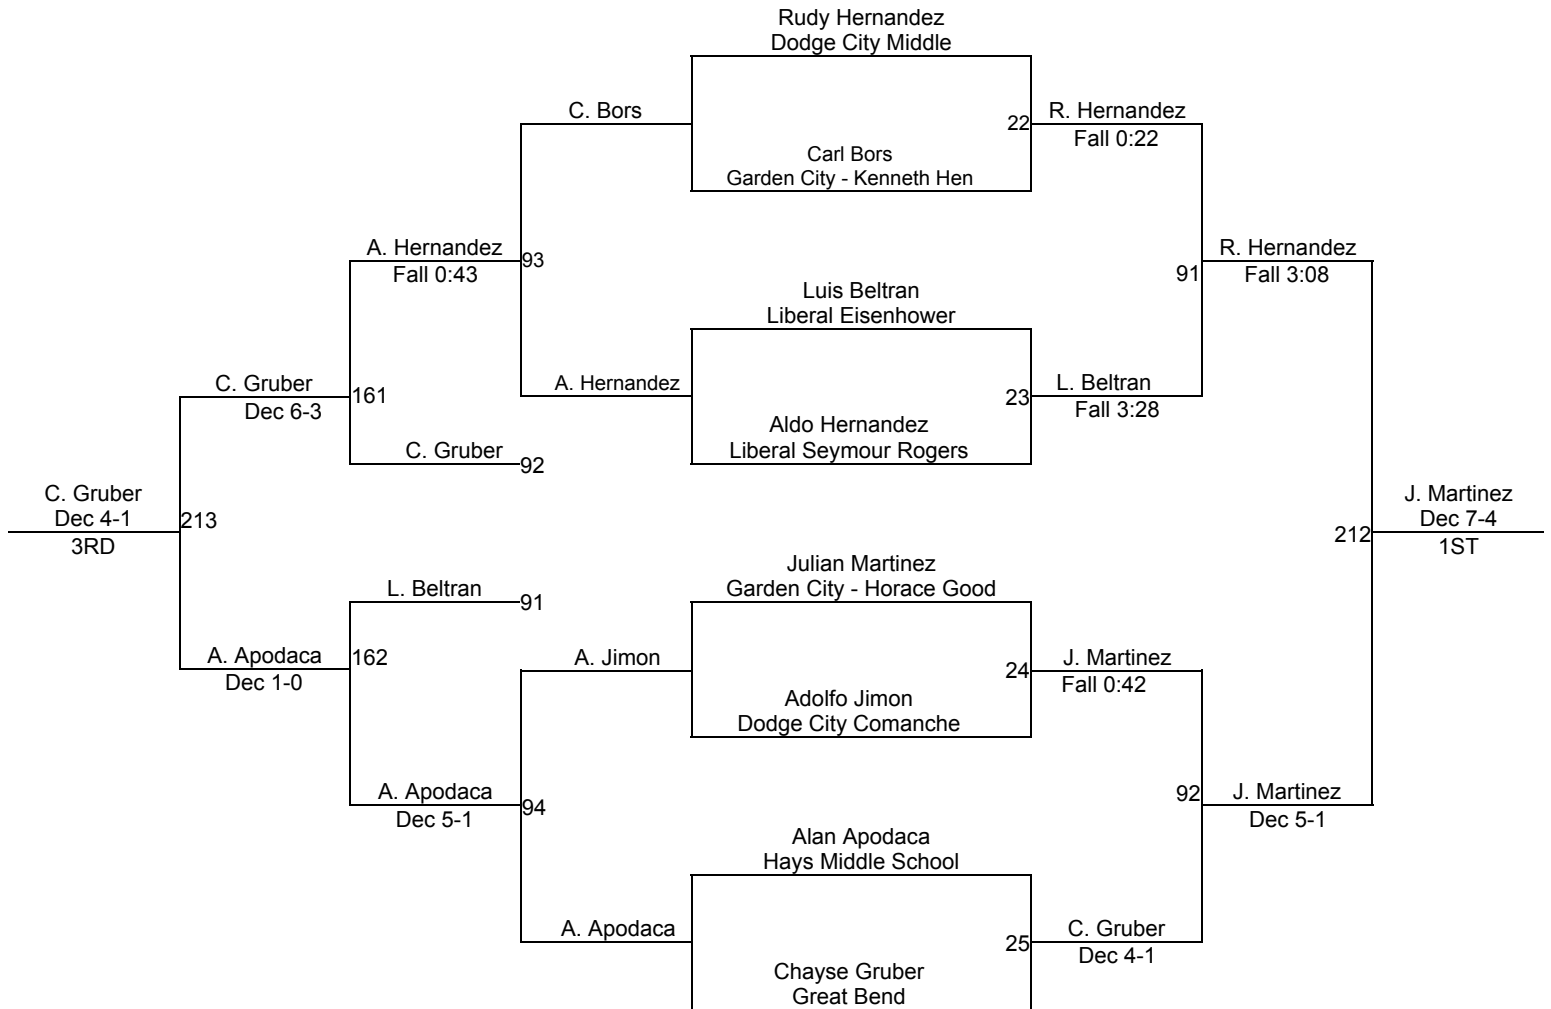 Rudy Hernandez
Dodge City Middle
C. Bors
22
R. Hernandez
Fall 0:22
Carl Bors
Garden City - Kenneth Hen
A. Hernandez
Fall 0:43
93
R. Hernandez
91
Fall 3:08
Luis Beltran
Liberal Eisenhower
C. Gruber
Dec 6-3
161
A. Hernandez
23
L. Beltran
Fall 3:28
Aldo Hernandez
Liberal Seymour Rogers
C. Gruber
92
C. Gruber
Dec 4-1
213
3RD
J. Martinez
Dec 7-4
212
1ST
Julian Martinez
Garden City - Horace Good
L. Beltran
91
A. Apodaca
Dec 1-0
162
A. Jimon
24
J. Martinez
Fall 0:42
Adolfo Jimon
Dodge City Comanche
A. Apodaca
Dec 5-1
94
92
J. Martinez
Dec 5-1
Alan Apodaca
Hays Middle School
A. Apodaca
25
C. Gruber
Dec 4-1
Chayse Gruber
Great Bend